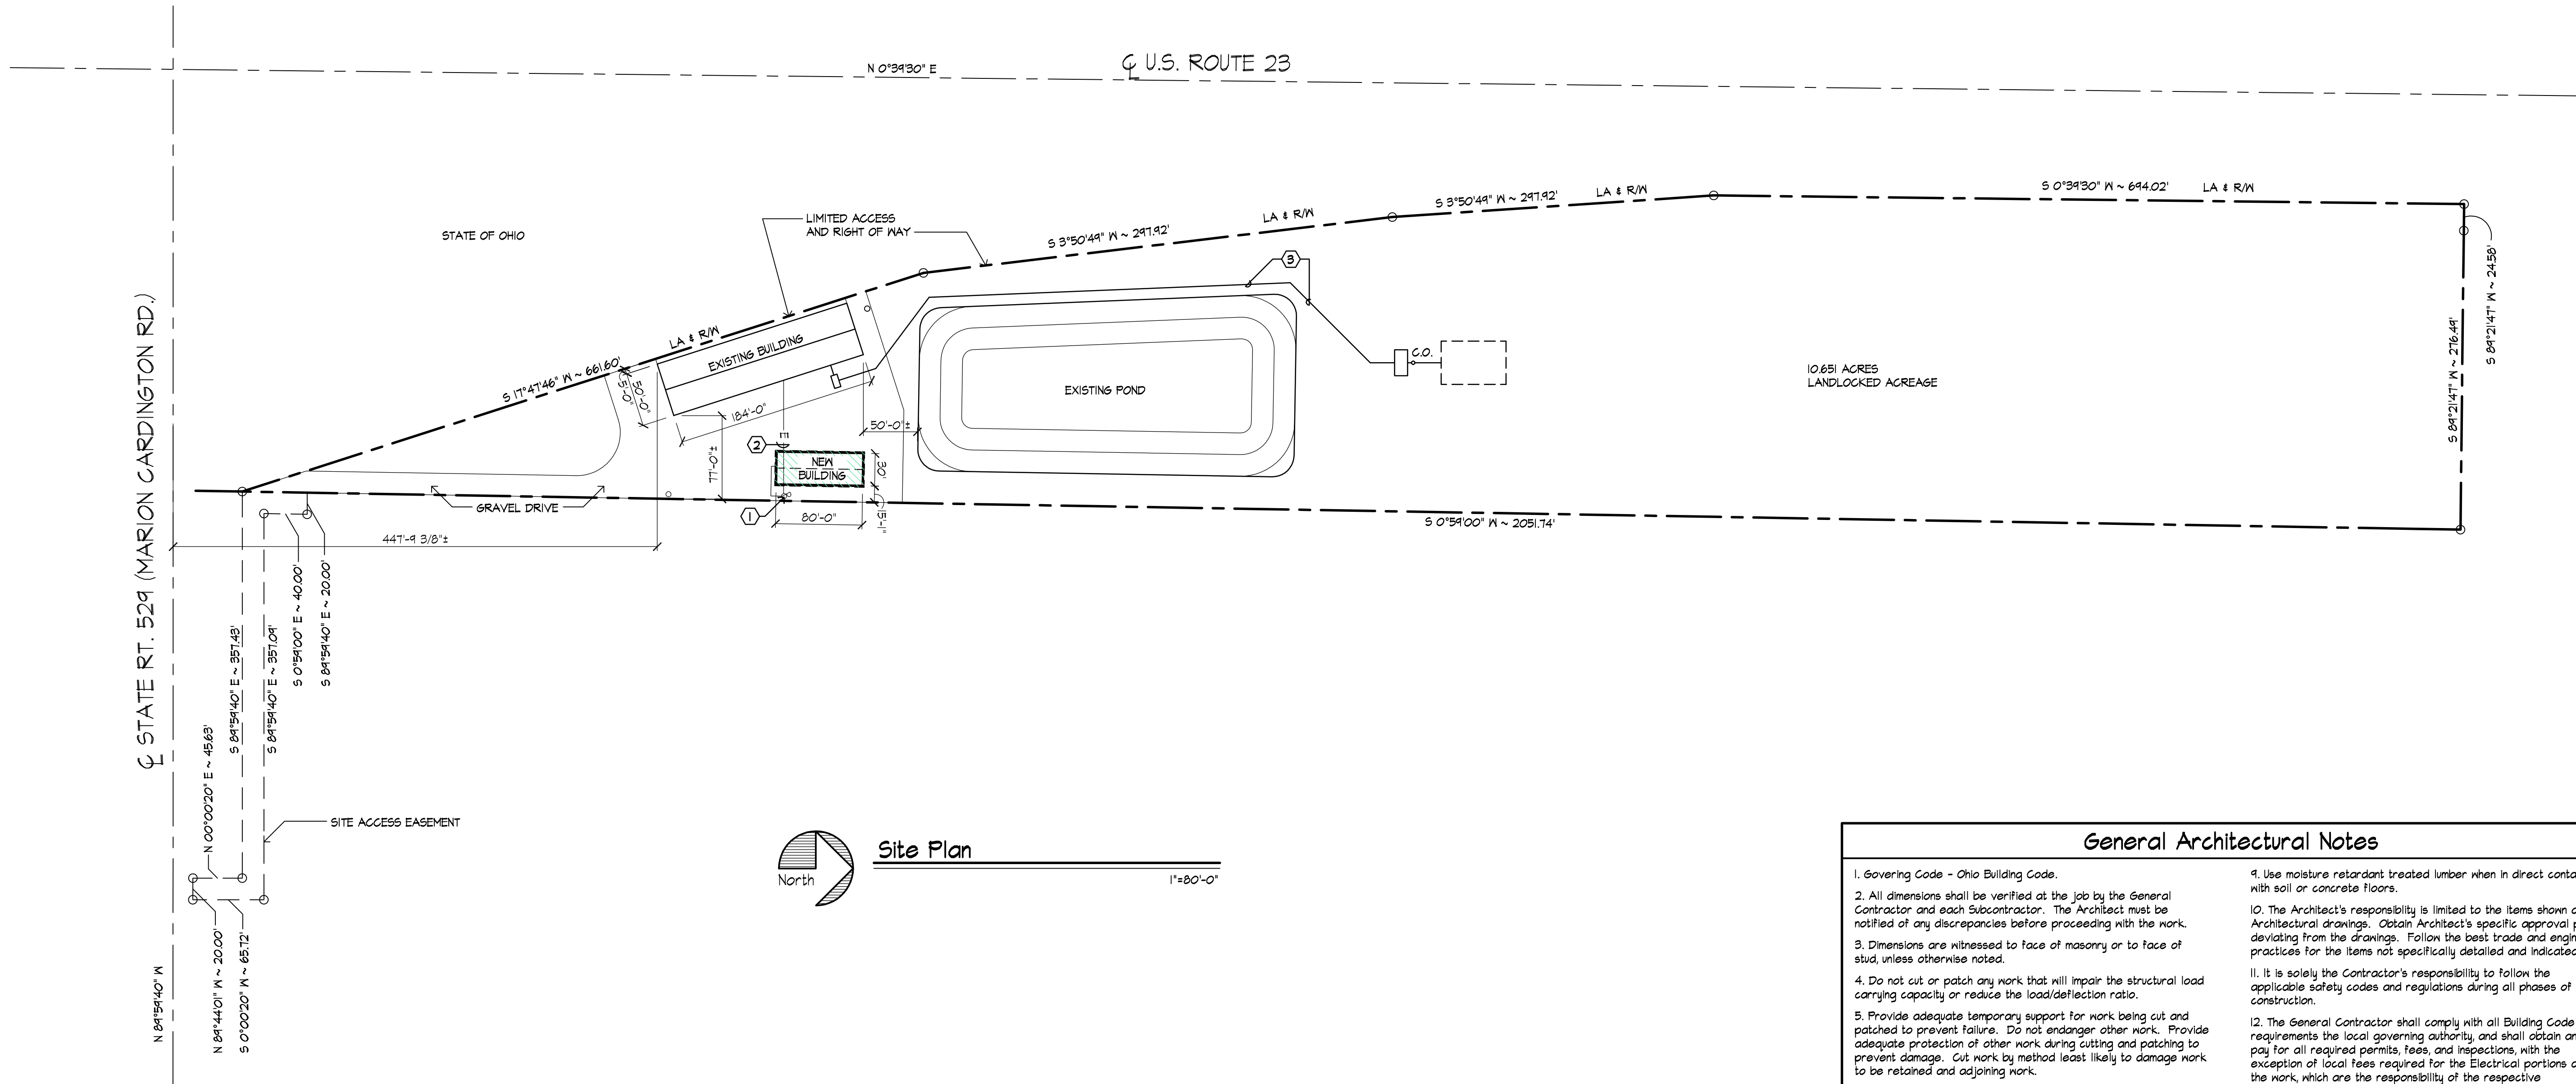 N 0°39'30" E
℄ U.S. ROUTE 23
STATE OF OHIO
LIMITED ACCESS
AND RIGHT OF WAY
LA & R/W
S 3°50'49" W ~ 297.92'
LA & R/W
S 3°50'49" W ~ 297.92'
LA & R/W
S 0°39'30" W ~ 694.02'
LA & R/W
S 89°21'47" W ~ 24.58'
S 89°21'47" W ~ 276.49'
3
S 17°47'46" W ~ 661.60'
EXISTING BUILDING
5'-0"
50'-0"
184'-0"
77'-0"±
50'-0"±
EXISTING POND
C.O.
10.651 ACRES
LANDLOCKED ACREAGE
E
2
NEW
BUILDING
30'
15'-1"
1
80'-0"
GRAVEL DRIVE
447'-9 3/8"±
S 0°59'00" W ~ 2051.74'
℄ STATE RT. 529 (MARION CARDINGTON RD.)
S 0°59'00" E ~ 40.00'
S 89°59'40" E ~ 20.00'
S 89°59'40" E ~ 357.43'
S 89°59'40" E ~ 357.09'
N 00°00'20" E ~ 45.63'
SITE ACCESS EASEMENT
N 89°44'01" W ~ 20.00'
S 0°00'20" W ~ 65.72'
N 89°59'40" W
North
Site Plan
1"=80'-0"
General Architectural Notes
1. Govering Code - Ohio Building Code.
2. All dimensions shall be verified at the job by the General
Contractor and each Subcontractor. The Architect must be
notified of any discrepancies before proceeding with the work.
3. Dimensions are witnessed to face of masonry or to face of
stud, unless otherwise noted.
4. Do not cut or patch any work that will impair the structural load
carrying capacity or reduce the load/deflection ratio.
5. Provide adequate temporary support for work being cut and
patched to prevent failure. Do not endanger other work. Provide
adequate protection of other work during cutting and patching to
prevent damage. Cut work by method least likely to damage work
to be retained and adjoining work.
9. Use moisture retardant treated lumber when in direct conta
with soil or concrete floors.
10. The Architect's responsiblity is limited to the items shown
Architectural drawings. Obtain Architect's specific approval
deviating from the drawings. Follow the best trade and engin
practices for the items not specifically detailed and indicated
11. It is solely the Contractor's responsibility to follow the
applicable safety codes and regulations during all phases of
construction.
12. The General Contractor shall comply with all Building Code
requirements the local governing authority, and shall obtain an
pay for all required permits, fees, and inspections, with the
exception of local fees required for the Electrical portions
the work, which are the responsibility of the respective